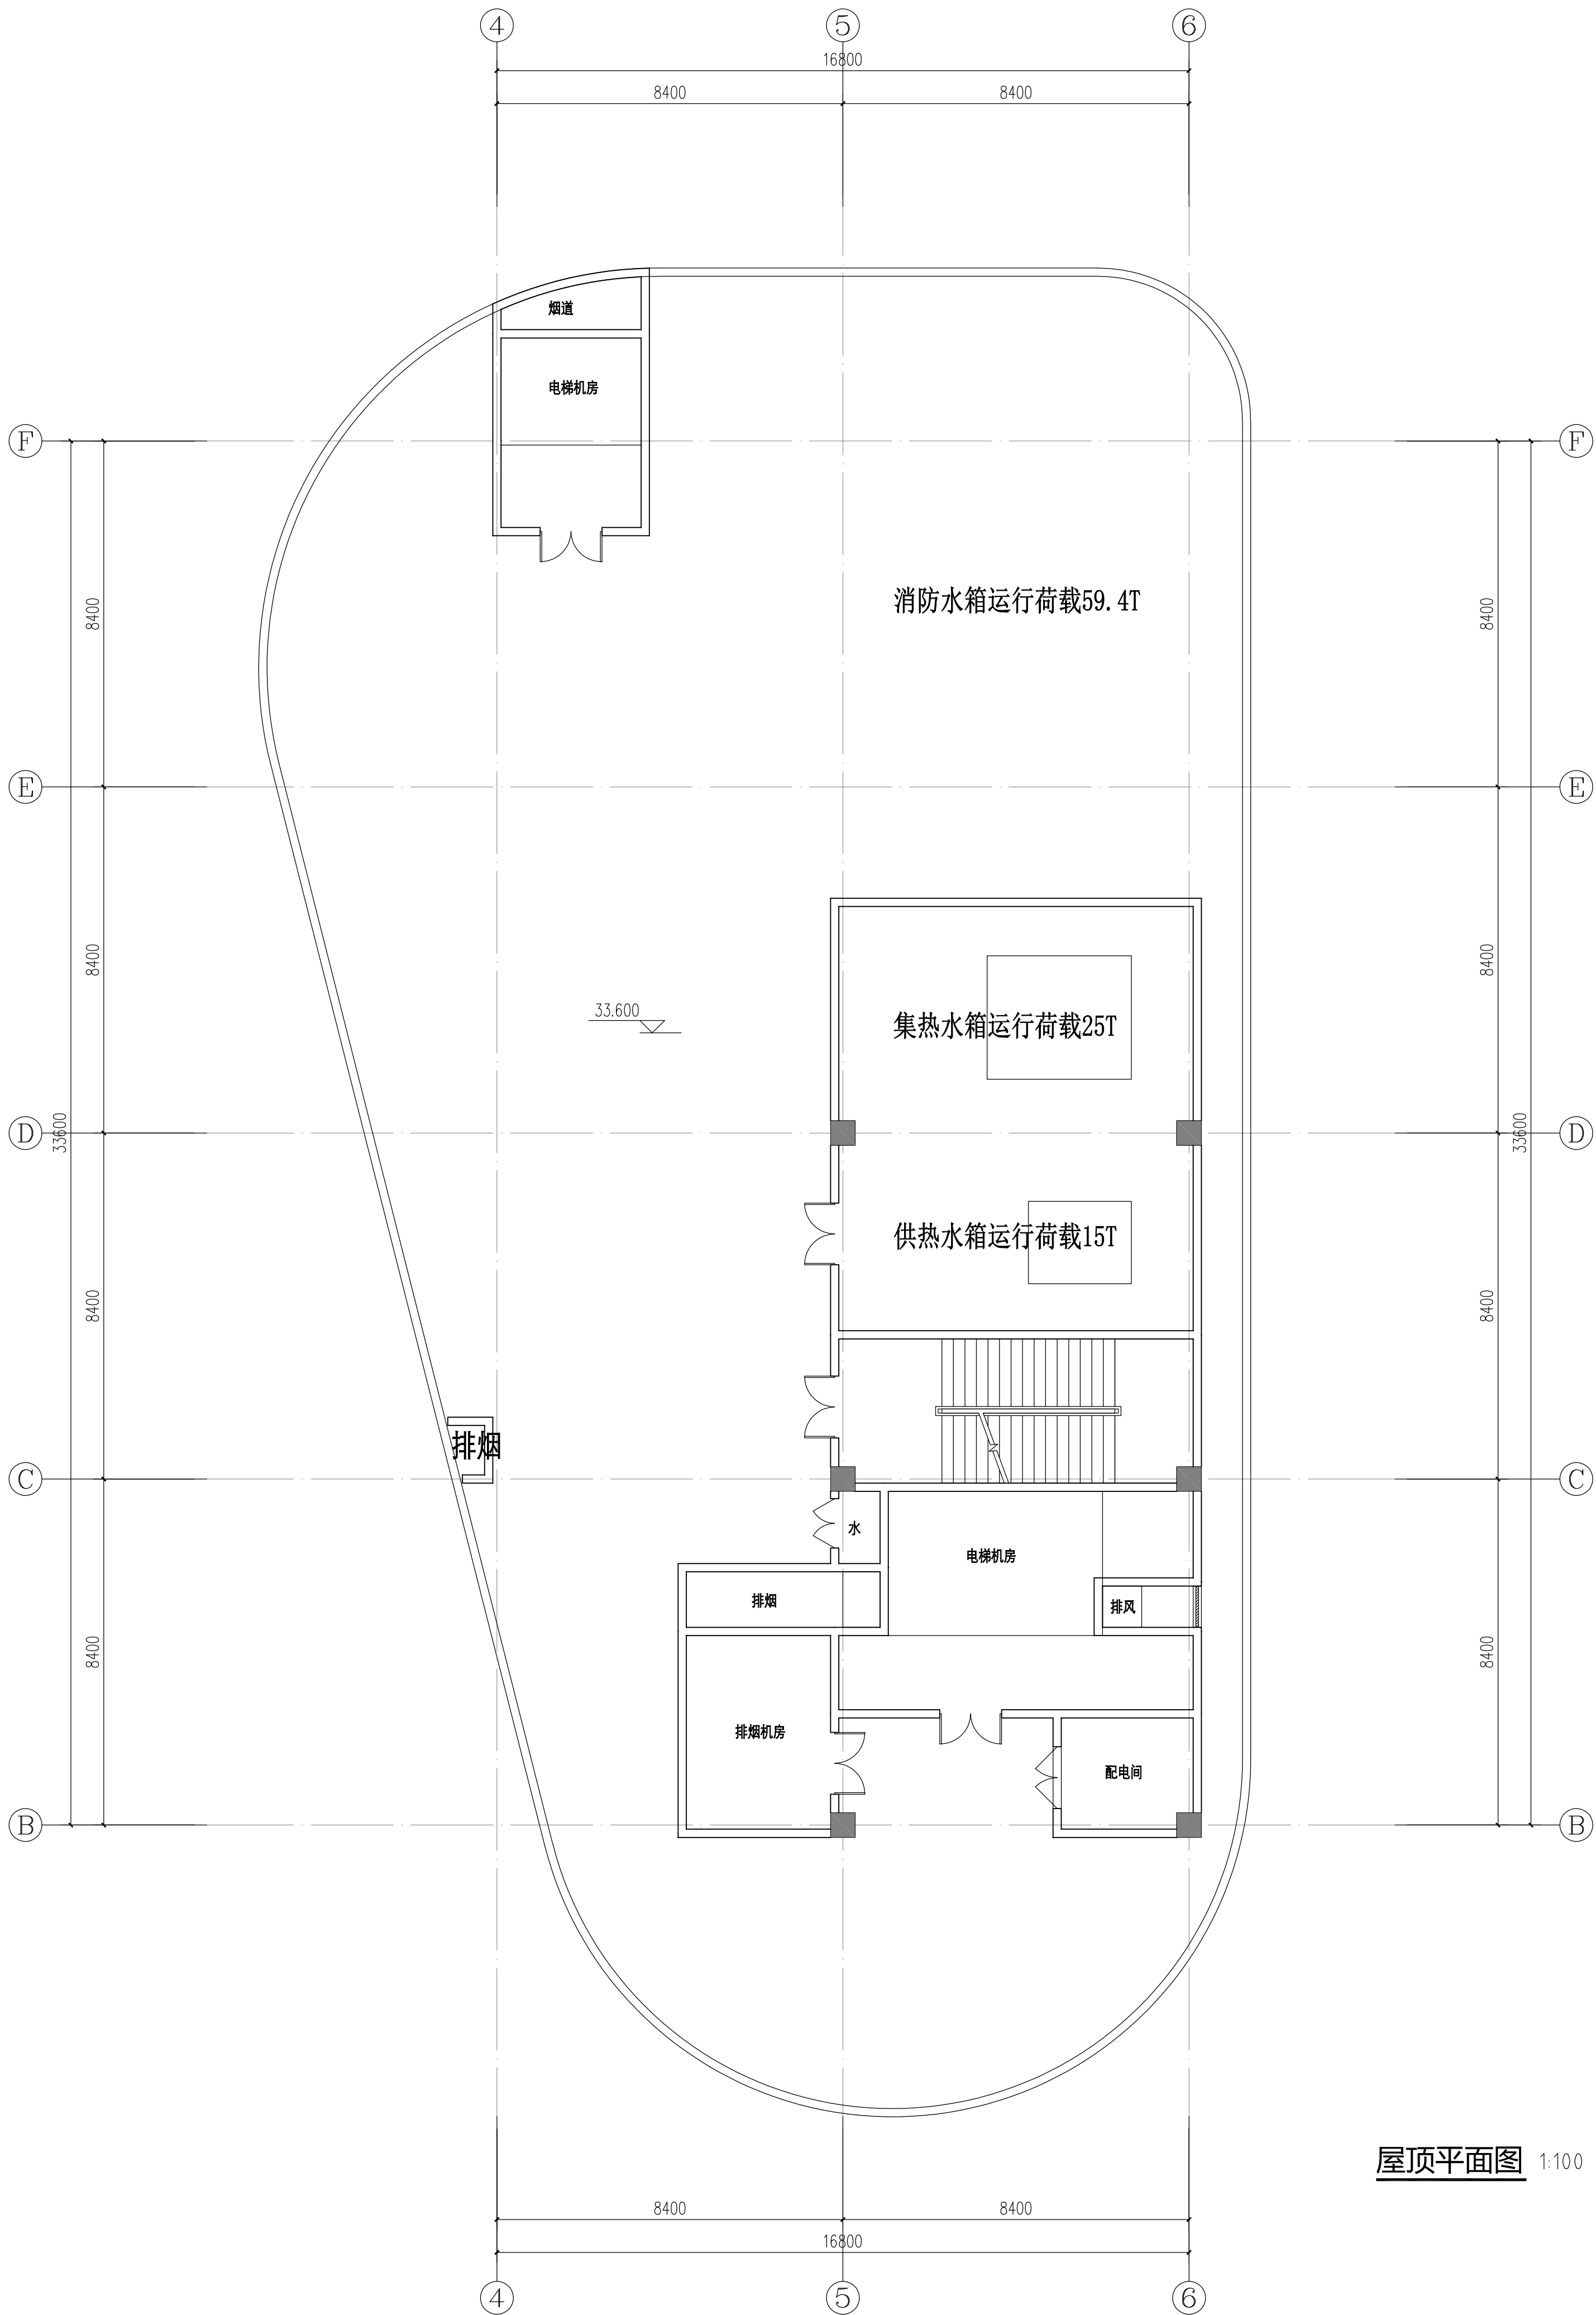 4 5 6
16800
8400 8400
烟道
电梯机房
F F
8400 8400
消防水箱运行荷载59.4T
E E
8400 8400
33.600
集热水箱运行荷载25T
D D
33600 33600
供热水箱运行荷载15T
8400 8400
排烟
C C
水
电梯机房
排烟
排风
8400 8400
排烟机房
配电间
B B
屋顶平面图 1:100
8400 8400
16800
4 5 6